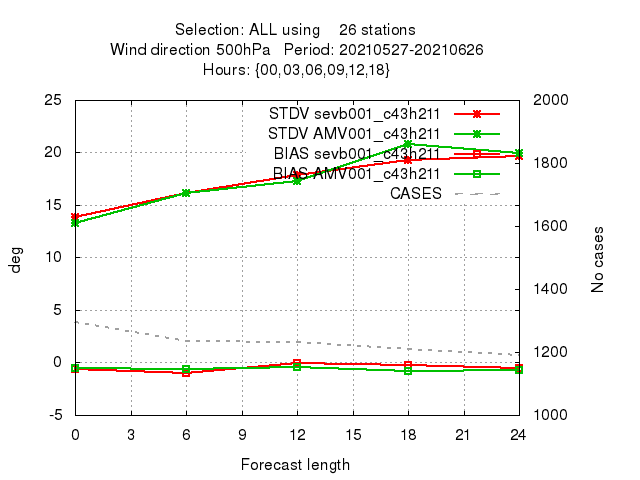 Selection: ALL using 26 stations
Wind direction 500hPa Period: 20210527-20210626
Hours: {00,03,06,09,12,18}
25 2000
STDV sevb001_c43h211
STDV AMV001_c43h211
20
BIAS sevb001_c43h211
1800
BIAS AMV001_c43h211
CASES
15
1600
10
1400
5
1200
0
-5 1000
deg
No cases
0 3 6 9 12 15 18 21 24
Forecast length